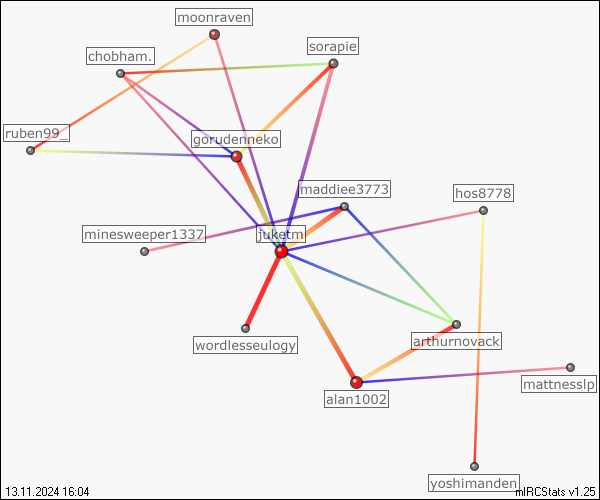 moonraven
sorapie
chobham.
ruben99_
gorudenneko
maddiee3773
hos8778
minesweeper1337
juketm
wordlesseulogy
arthurnovack
mattnesslp
alan1002
yoshimanden
13.11.2024 16:04
mIRCStats v1.25